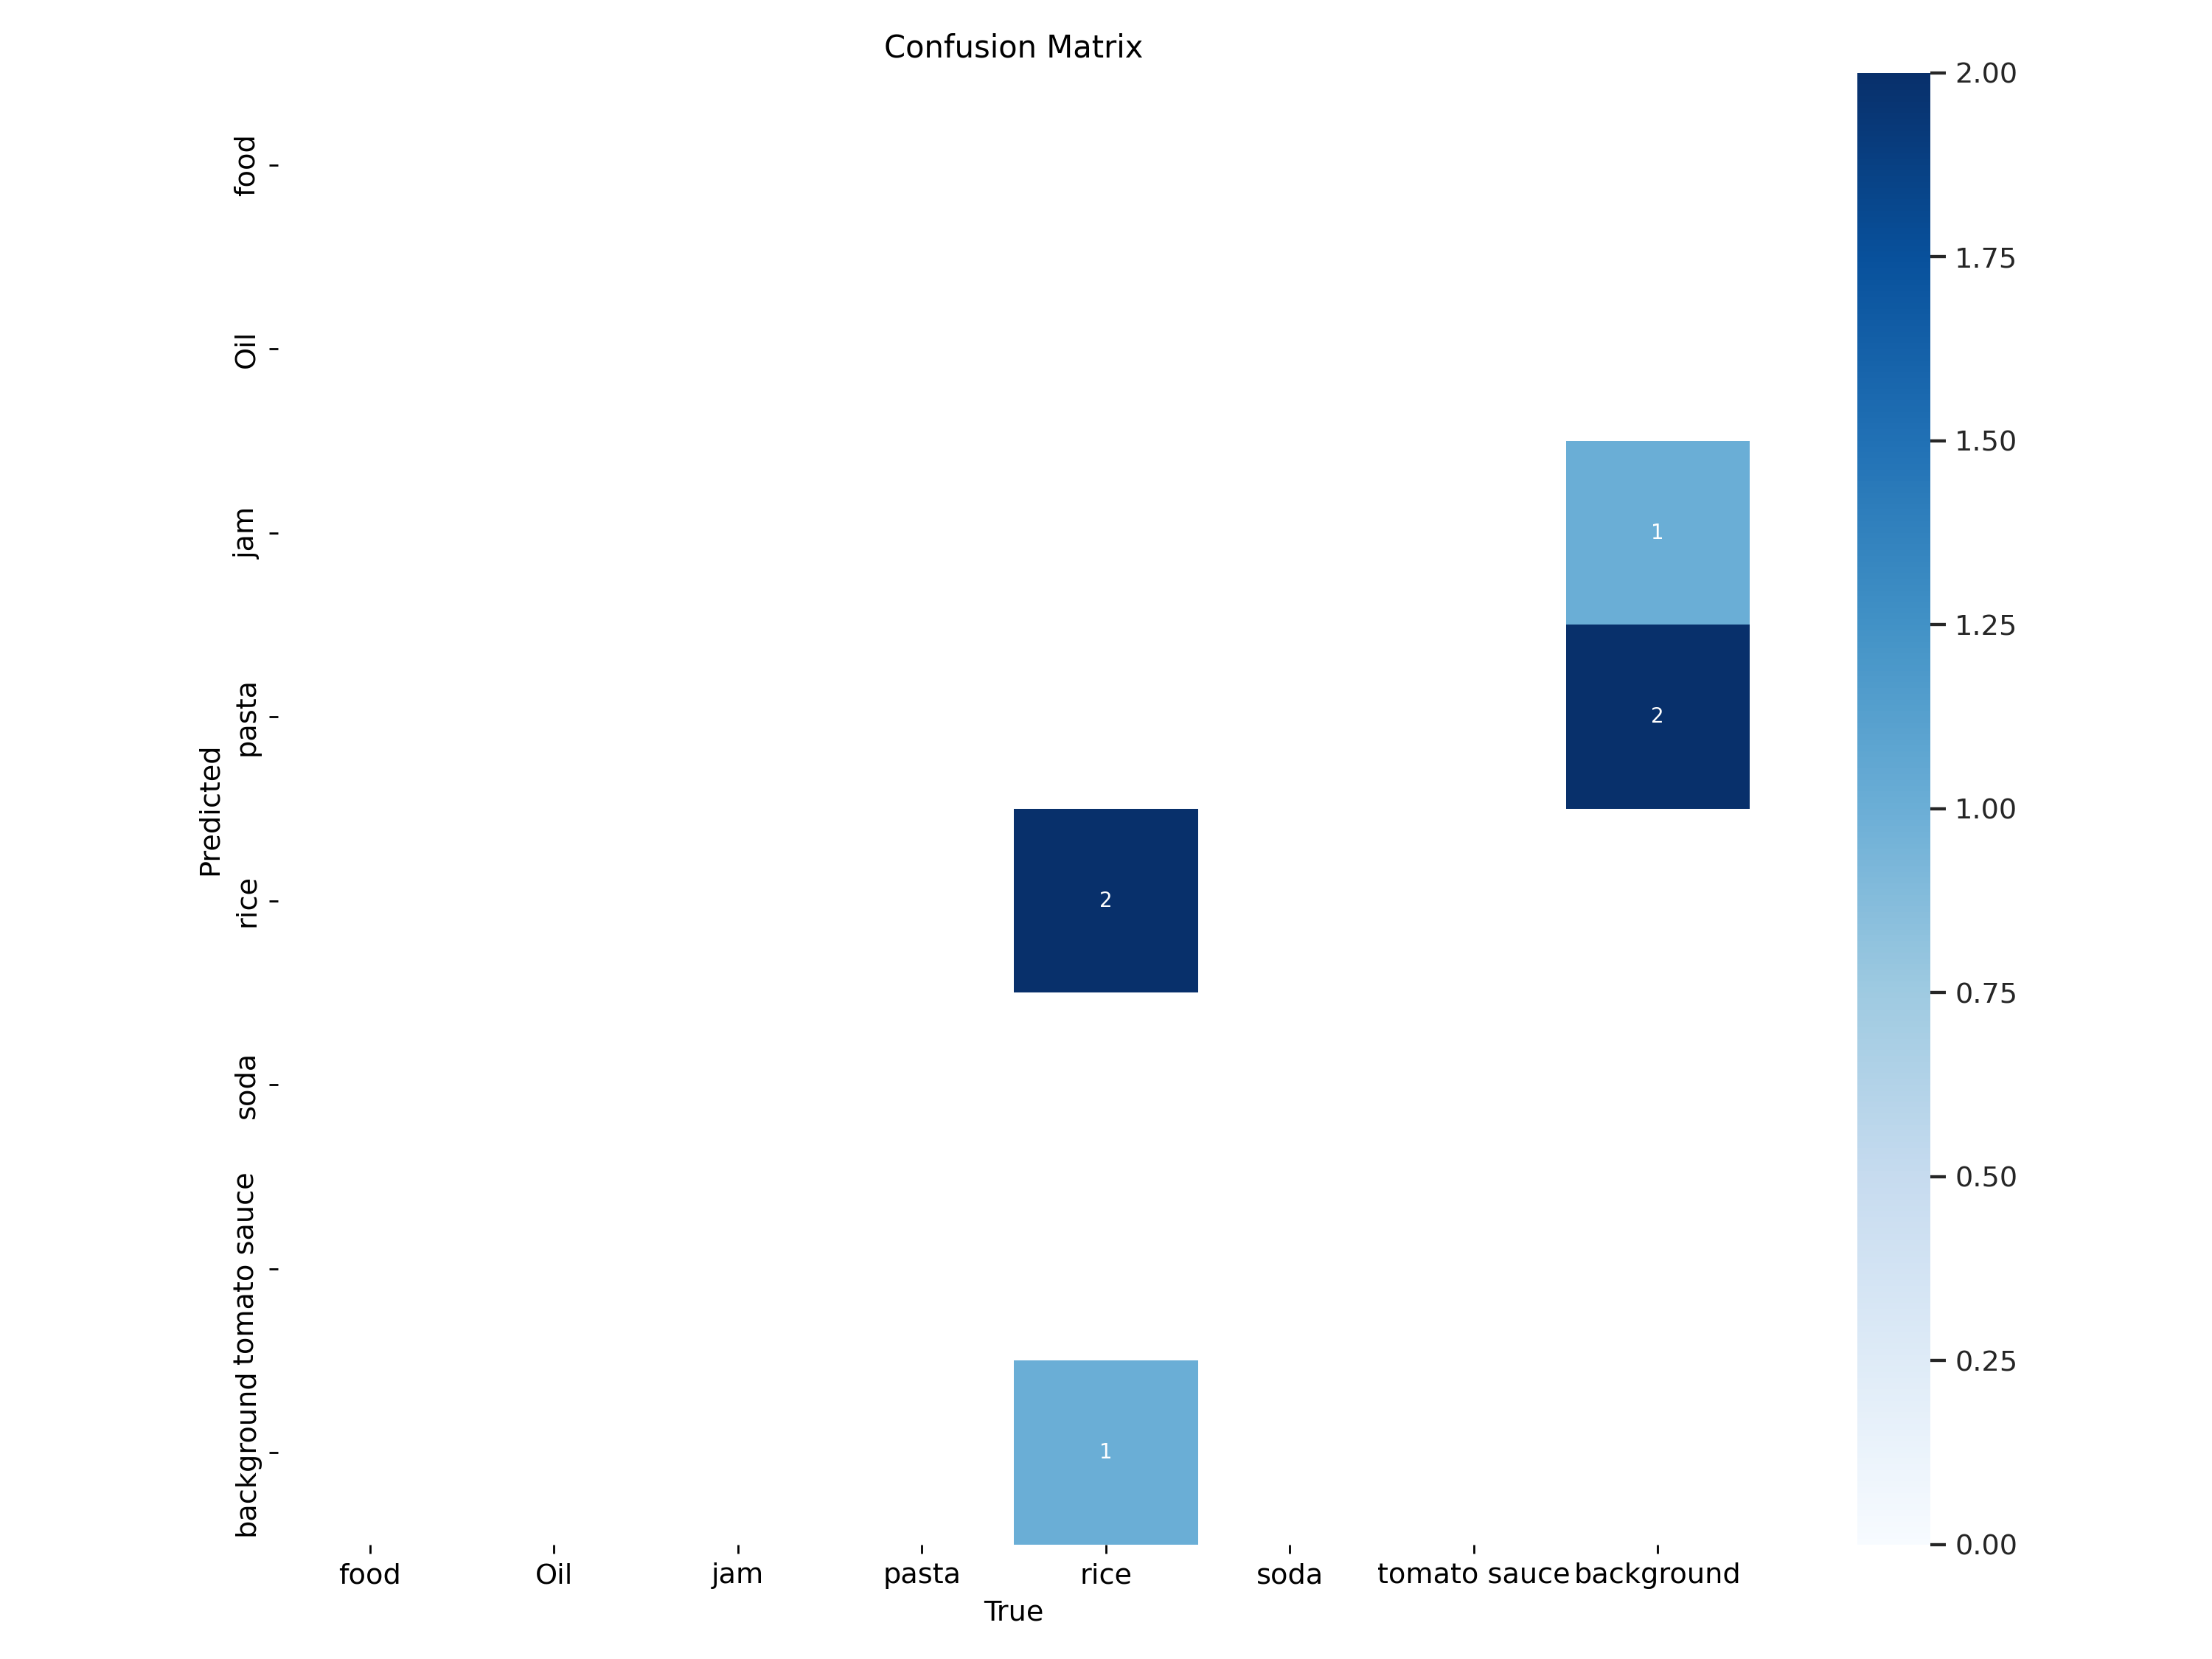 Confusion Matrix
food
Oil
jam
pasta
rice
soda
tomato sauce
background
Predicted
1
2
2
1
food Oil jam pasta rice soda tomato sauce background
True
2.00
1.75
1.50
1.25
1.00
0.75
0.50
0.25
0.00